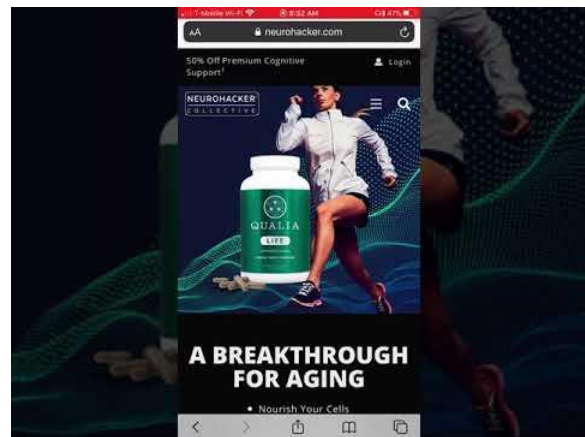 T-Mobile Wi-Fi 8:52 AM 47%
AA neurohacker.com
50% Off Premium Cognitive
Support¹
Login
NEUROHACKER
COLLECTIVE
QUALIA
LIFE
A BREAKTHROUGH
FOR AGING
• Nourish Your Cells